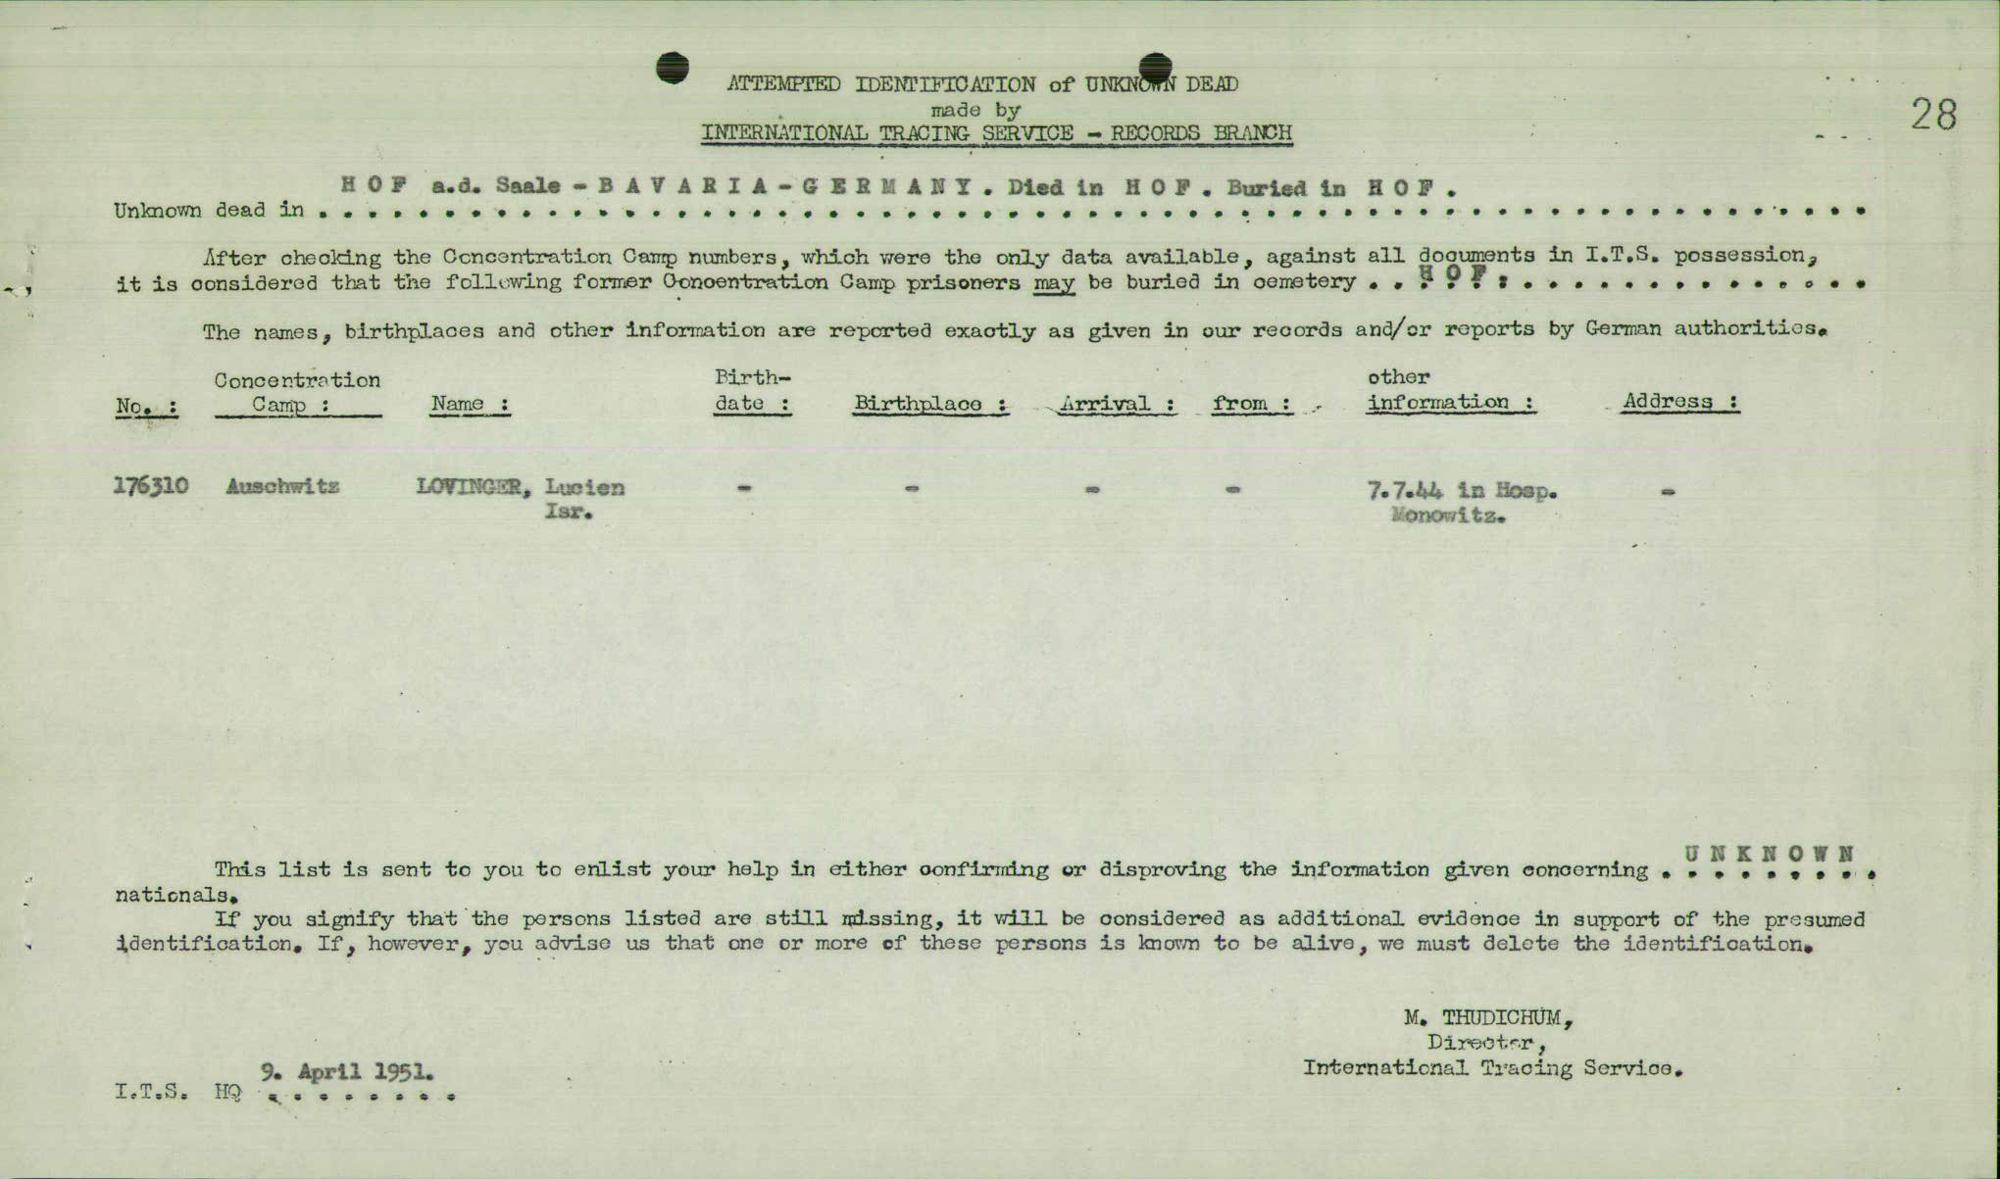 28
ATTEMPTED IDENTIFICATION of UNKNOWN DEAD
made by
INTERNATIONAL TRACING SERVICE - RECORDS BRANCH
H O F a.d. Saale - B A V A R I A - G E R M A N Y . Died in H O F . Buried in H O F .
Unknown dead in . . . . . . . . . . . . . . . . . . . . . . . . . . . . . . . . . . . . . . . . . . . . . . . . . . . . . . . . . . . . .
After checking the Concentration Camp numbers, which were the only data available, against all documents in I.T.S. possession,
it is considered that the following former Concentration Camp prisoners may be buried in cemetery . . H O F . . . . . . . . . . . . . . . .
The names, birthplaces and other information are reported exactly as given in our records and/or reports by German authorities.
No. : Concentration Camp : Name : Birth-date : Birthplace : Arrival : from : other information : Address :
176310 Auschwitz LOVINGER, Lucien - - - - 7.7.44 in Hosp. -
Isr. Monowitz.
U N K N O W N
This list is sent to you to enlist your help in either confirming or disproving the information given concerning . . . . . . . . .
nationals.
If you signify that the persons listed are still missing, it will be considered as additional evidence in support of the presumed
identification. If, however, you advise us that one or more of these persons is known to be alive, we must delete the identification.
M. THUDICHUM,
Director,
International Tracing Service.
9. April 1951.
I.T.S. HQ . . . . . . . .